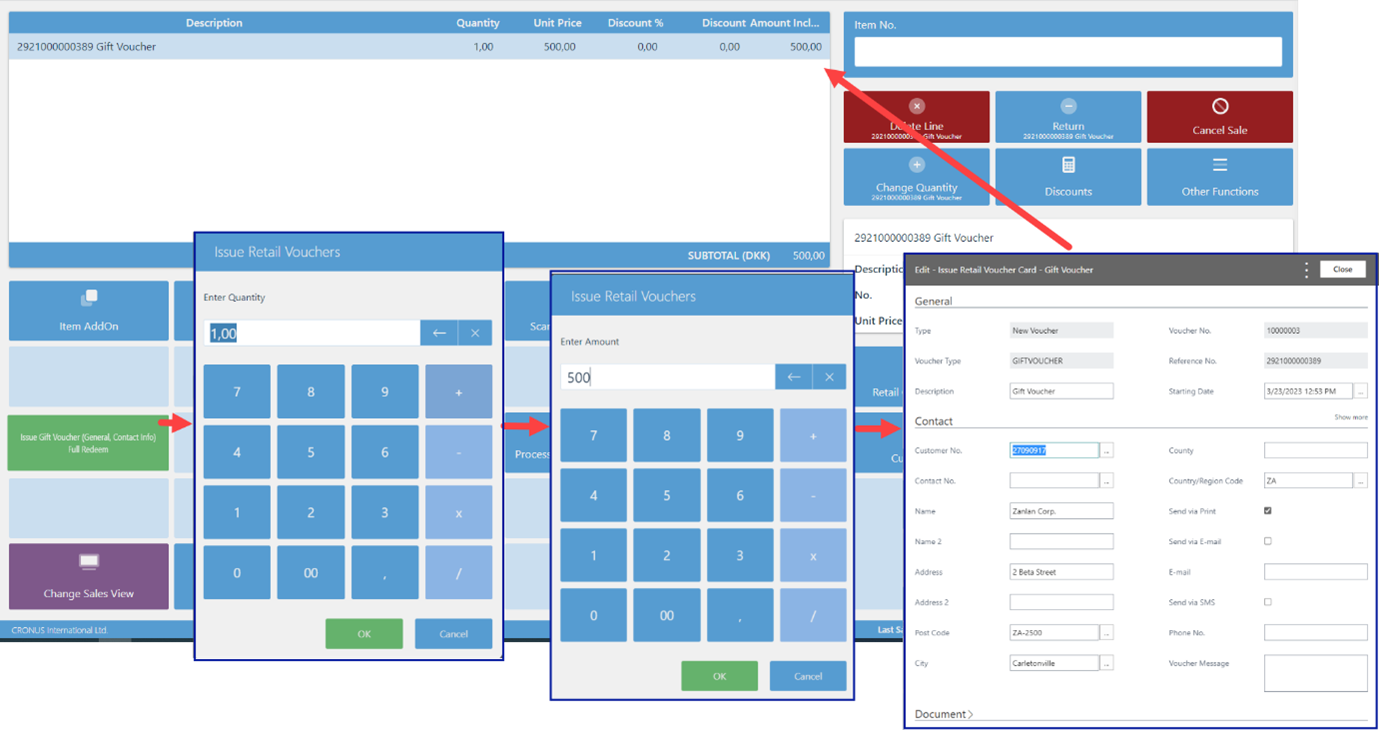 Description Quantity Unit Price Discount % Discount Amount Incl...
2921000000389 Gift Voucher 1,00 500,00 0,00 0,00 500,00
SUBTOTAL (DKK) 500,00
Item No.
Delete Line
2921000000389 Gift Voucher
Return
2921000000389 Gift Voucher
Cancel Sale
Change Quantity
2921000000389 Gift Voucher
Discounts
Other Functions
2921000000389 Gift Voucher
No.
Unit Price
Item AddOn
Issue Gift Voucher (General, Contact Info)
Full Redeem
Change Sales View
CRONUS International Ltd.
Process
Retail
Issue Retail Vouchers
Enter Quantity
1,00
7 8 9 +
4 5 6 -
1 2 3 x
0 00 , /
OK Cancel
Issue Retail Vouchers
Enter Amount
500
7 8 9 +
4 5 6 -
1 2 3 x
0 00 , /
OK Cancel
Edit - Issue Retail Voucher Card - Gift Voucher
Close
General
Type New Voucher Voucher No. 10000003
Voucher Type GIFTVOUCHER Reference No. 2921000000389
Description Gift Voucher Starting Date 3/23/2023 12:53 PM ...
Show more
Contact
Customer No. 27090917 ... County
Contact No. ... Country/Region Code ZA ...
Name Zanlan Corp. Send via Print
Name 2 Send via E-mail
Address 2 Beta Street E-mail
Address 2 Send via SMS
Post Code ZA-2500 ... Phone No.
City Carletonville ... Voucher Message
Document